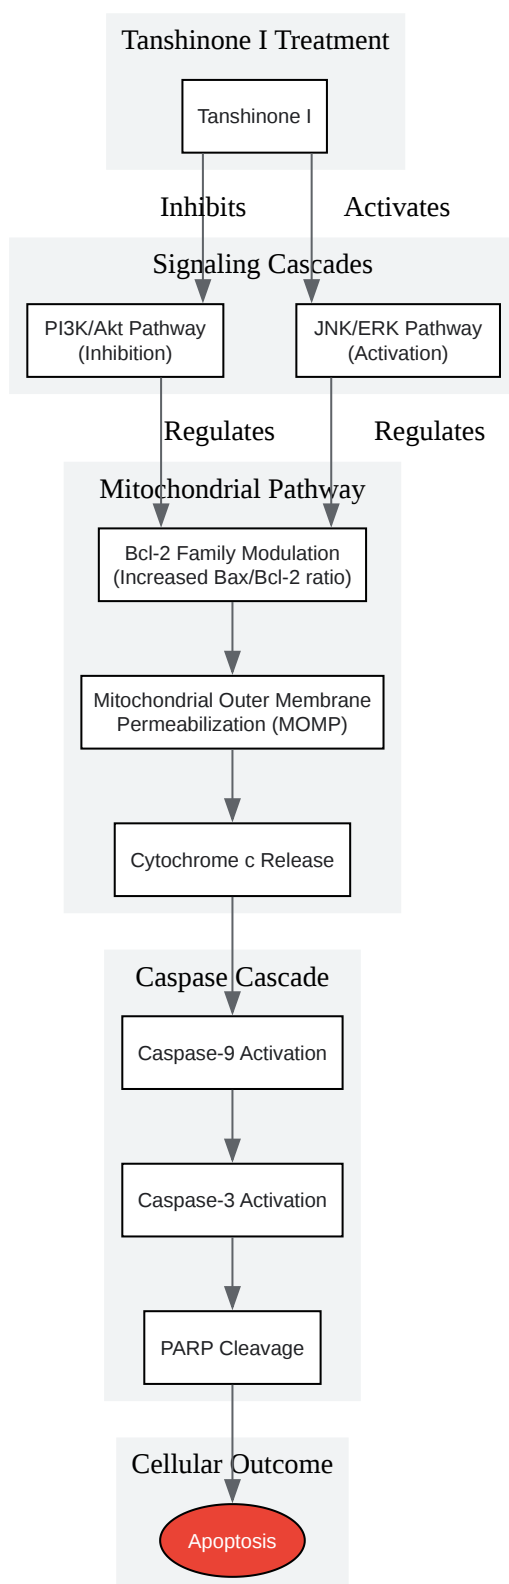 Tanshinone I Treatment
Tanshinone I
Inhibits
Activates
Signaling Cascades
PI3K/Akt Pathway
(Inhibition)
JNK/ERK Pathway
(Activation)
Regulates
Regulates
Mitochondrial Pathway
Bcl-2 Family Modulation
(Increased Bax/Bcl-2 ratio)
Mitochondrial Outer Membrane
Permeabilization (MOMP)
Cytochrome c Release
Caspase Cascade
Caspase-9 Activation
Caspase-3 Activation
PARP Cleavage
Cellular Outcome
Apoptosis